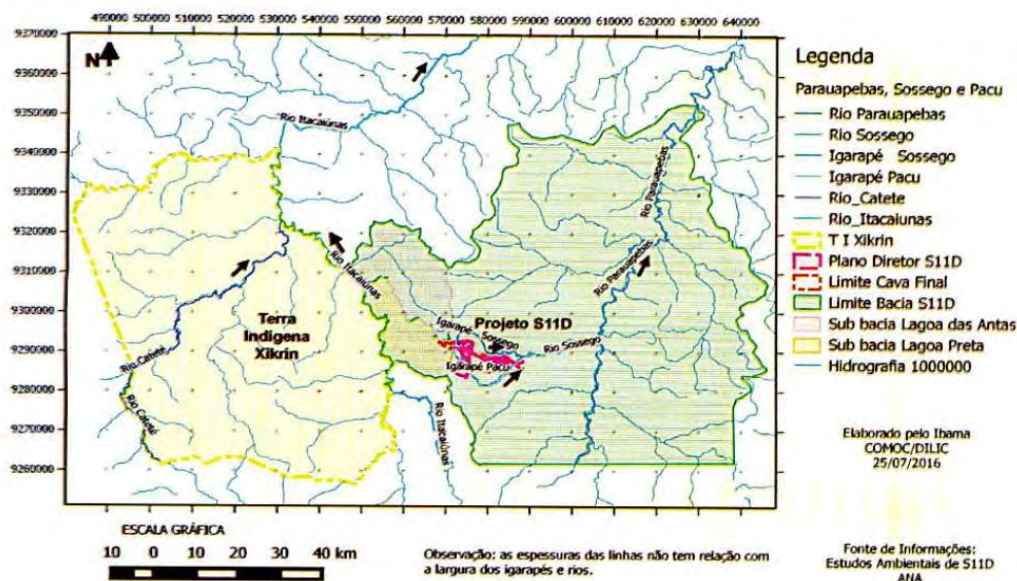 490000 500000 510000 520000 530000 540000 550000 560000 570000 580000 590000 600000 610000 620000 630000 640000
9370000
9360000
9350000
9340000
9330000
9320000
9310000
9300000
9290000
9280000
9270000
9260000
N
Rio Itacaiúnas
Rio Parauapebas
Rio Itacaiunas
Rio Parauapebas
Terra
Indígena
Xikrin
Igarapé Sossego
Projeto S11D
Rio Sossego
Igarapé Pacu
Rio Cateté
Rio Cateté
Rio Itacaiúnas
Legenda
Parauapebas, Sossego e Pacu
Rio Parauapebas
Rio Sossego
Igarapé Sossego
Igarapé Pacu
Rio_Catete
Rio_Itacaiunas
T I Xikrin
Plano Diretor S11D
Limite Cava Final
Limite Bacia S11D
Sub bacia Lagoa das Antas
Sub bacia Lagoa Preta
Hidrografia 1000000
Elaborado pelo Ibama
COMOC/DILIC
25/07/2016
ESCALA GRÁFICA
10 0 10 20 30 40 km
Observação: as espessuras das linhas não tem relação com
a largura dos igarapés e rios.
Fonte de Informações:
Estudos Ambientais de S11D
ANA